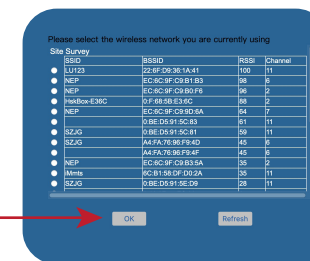 Please select the wireless network you are currently using
Site Survey
SSID BSSID RSSI Channel
LU123 22:6F:D9:36:1A:41 100 11
NEP EC:6C:9F:C9:B1:B3 98 6
NEP EC:6C:9F:C9:B0:F6 96 2
HskBox-E36C 0:F:68:5B:E3:6C 88 2
NEP EC:6C:9F:C9:9D:6A 64 7
0:BE:D5:91:5C:83 61 11
SZJG 0:BE:D5:91:5C:81 59 11
SZJG A4:FA:76:96:F9:4D 45 6
A4:FA:76:96:F9:4F 45 6
NEP EC:6C:9F:C9:B3:5A 35 2
iMmts 6C:B1:58:DF:D0:2A 35 11
SZJG 0:BE:D5:91:5E:D9 28 11
OK Refresh